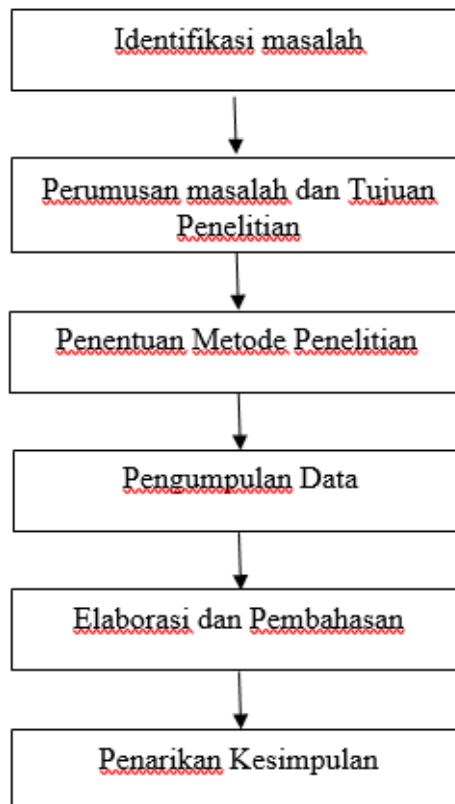 Identifikasi masalah
Perumusan masalah dan Tujuan
Penelitian
Penentuan Metode Penelitian
Pengumpulan Data
Elaborasi dan Pembahasan
Penarikan Kesimpulan